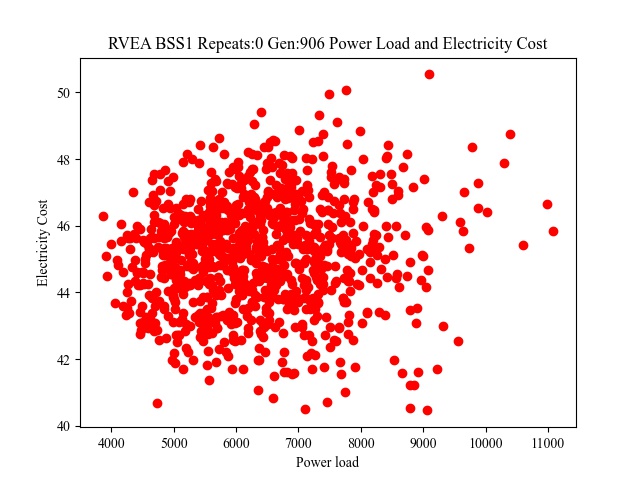 RVEA BSS1 Repeats:0 Gen:906 Power Load and Electricity Cost
50
48
46
44
42
40
Electricity Cost
4000 5000 6000 7000 8000 9000 10000 11000
Power load